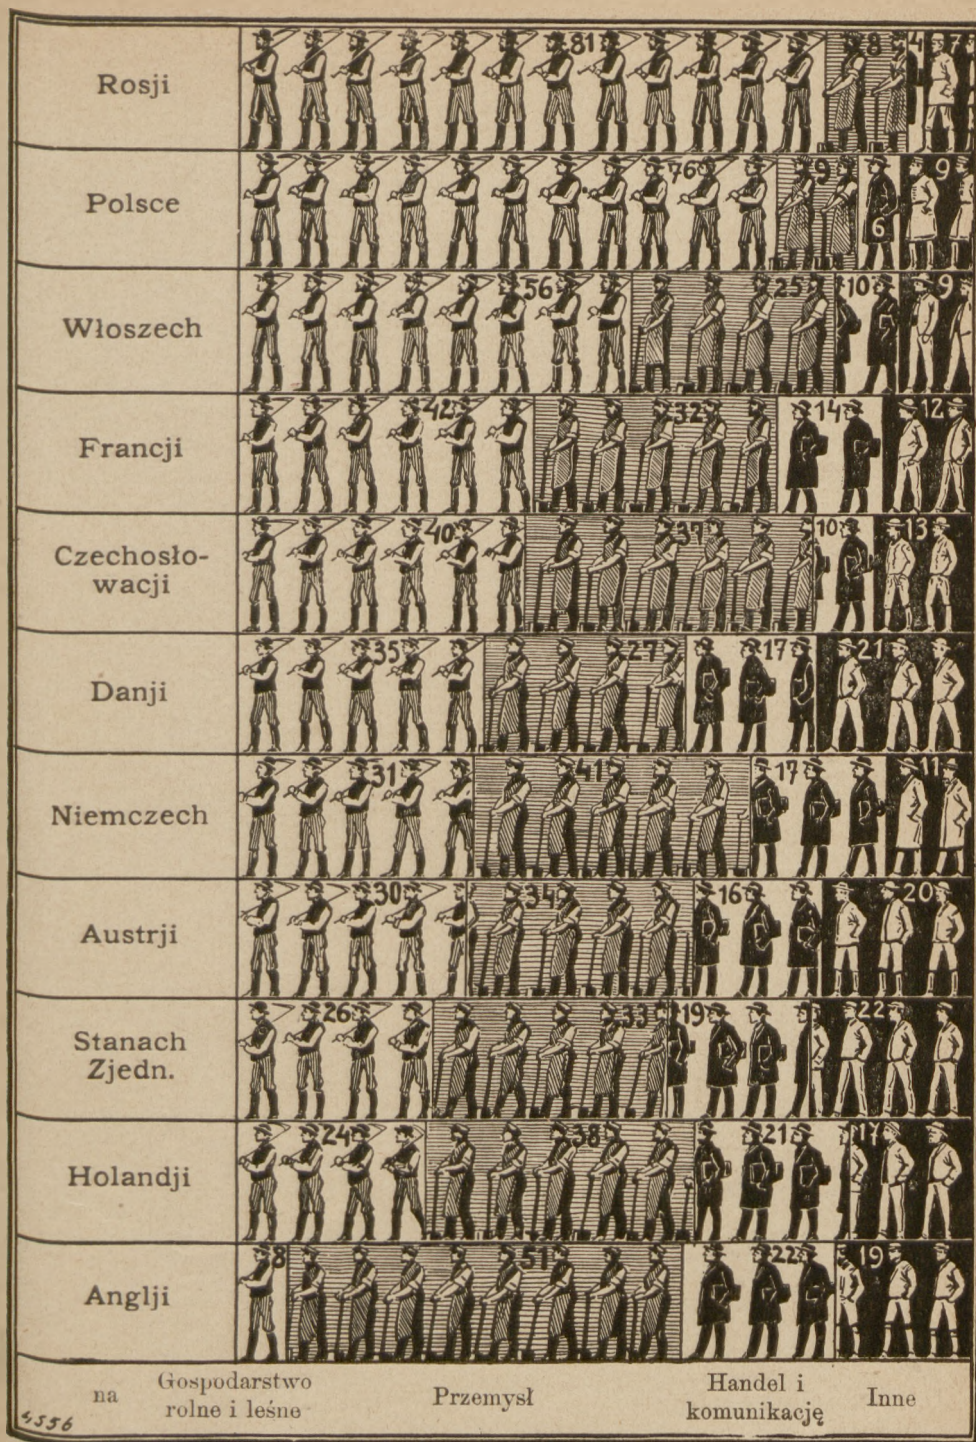 Rosji 81 8 4 7
Polsce 76 9 6 9
Włoszech 56 25 10 9
Francji 42 32 14 12
Czechosło-
wacji 40 37 10 13
Danji 35 27 17 21
Niemczech 31 41 17 11
Austrji 30 34 16 20
Stanach
Zjedn. 26 33 19 22
Holandji 24 38 21 17
Anglji 8 51 22 19
na Gospodarstwo
rolne i leśne Przemysł Handel i
komunikację Inne
4556